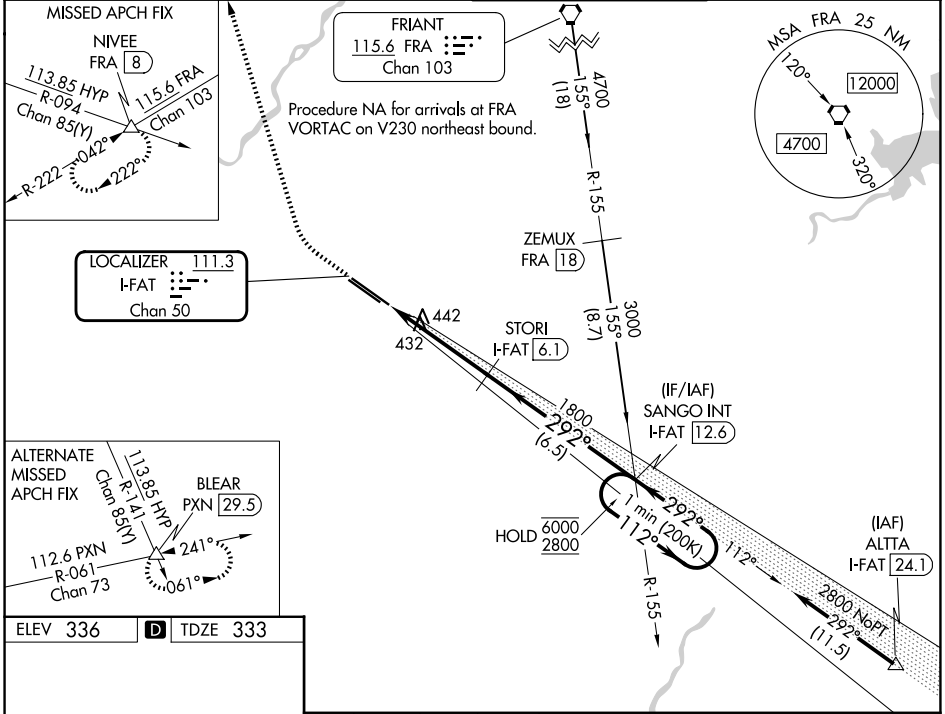 MISSED APCH FIX
NIVEE
FRA 8
113.85 HYP
R-094
Chan 85(Y)
115.6 FRA
Chan 103
R-222
042°
222°
FRIANT
115.6 FRA
Chan 103
Procedure NA for arrivals at FRA
VORTAC on V230 northeast bound.
4700
155°
(18)
R-155
MSA FRA 25 NM
120°
12000
4700
320°
ZEMUX
FRA 18
3000
155°
(8.7)
LOCALIZER 111.3
I-FAT
Chan 50
442
432
STORI
I-FAT 6.1
1800
292°
(6.5)
(IF/IAF)
SANGO INT
I-FAT 12.6
HOLD 6000
2800
1 min (200K)
292°
112°
112°
R-155
(IAF)
ALTTA
I-FAT 24.1
2800 NoPT
292°
(11.5)
ALTERNATE
MISSED
APCH FIX
113.85 HYP
R-141
Chan 85(Y)
BLEAR
PXN 29.5
112.6 PXN
R-061
Chan 73
241°
061°
ELEV 336 D TDZE 333